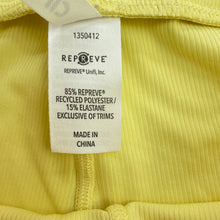 1350412
REPREVE
REPREVE® Unifi, Inc.
85% REPREVE®
RECYCLED POLYESTER /
15% ELASTANE
EXCLUSIVE OF TRIMS
MADE IN
CHINA